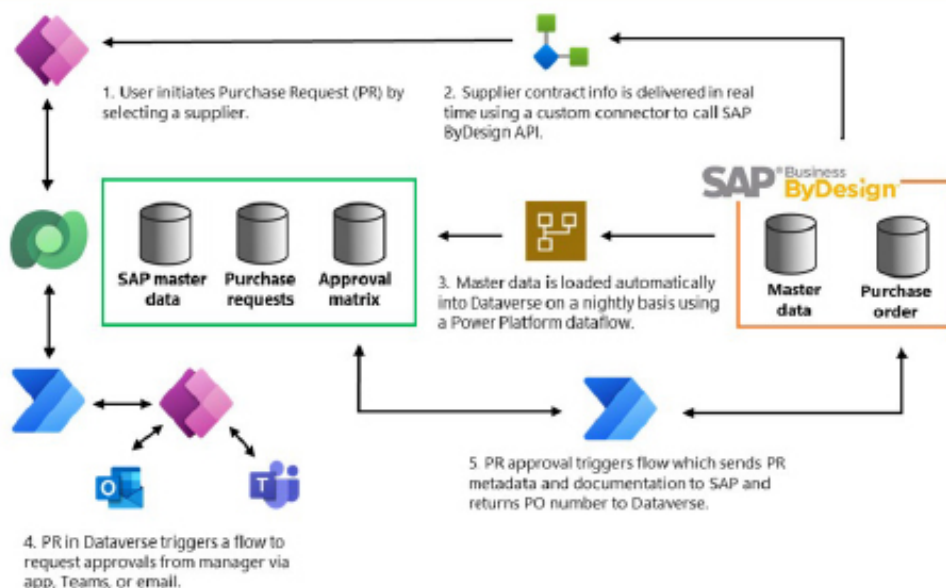 1. User initiates Purchase Request (PR) by
selecting a supplier.
2. Supplier contract info is delivered in real
time using a custom connector to call SAP
ByDesign API.
SAP® Business
ByDesign
SAP master
data
Purchase
requests
Approval
matrix
3. Master data is loaded automatically
into Dataverse on a nightly basis using
a Power Platform dataflow.
Master
data
Purchase
order
O
T
5. PR approval triggers flow which sends PR
metadata and documentation to SAP and
returns PO number to Dataverse.
4. PR in Dataverse triggers a flow to
request approvals from manager via
app, Teams, or email.